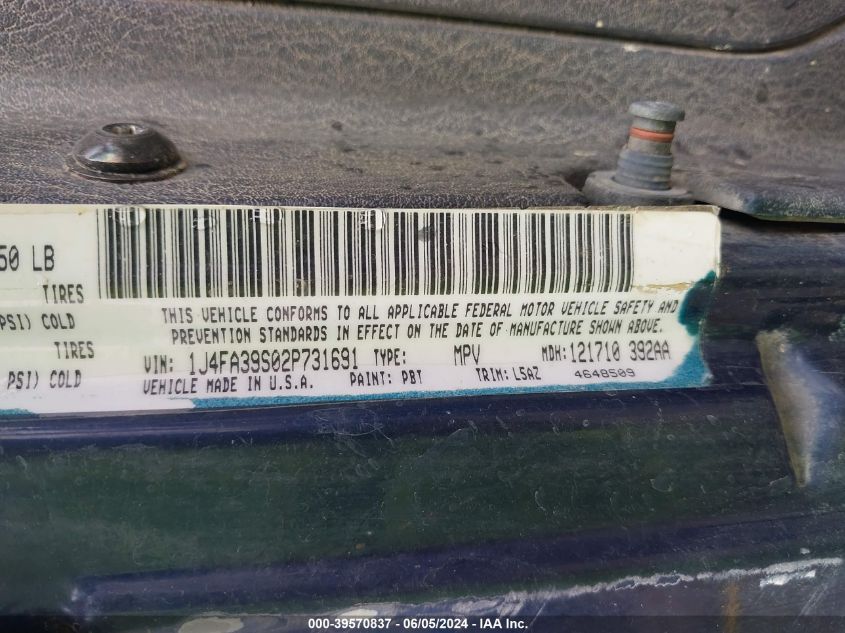 50 LB
TIRES
PSI) COLD
TIRES
PSI) COLD
THIS VEHICLE CONFORMS TO ALL APPLICABLE FEDERAL MOTOR VEHICLE SAFETY AND
PREVENTION STANDARDS IN EFFECT ON THE DATE OF MANUFACTURE SHOWN ABOVE.
VIN: 1J4FA39S02P731691 TYPE: MPV MDH: 121710 392AA
VEHICLE MADE IN U.S.A. PAINT: PBT TRIM: L5AZ 4648509
000-39570837 - 06/05/2024 - IAA Inc.